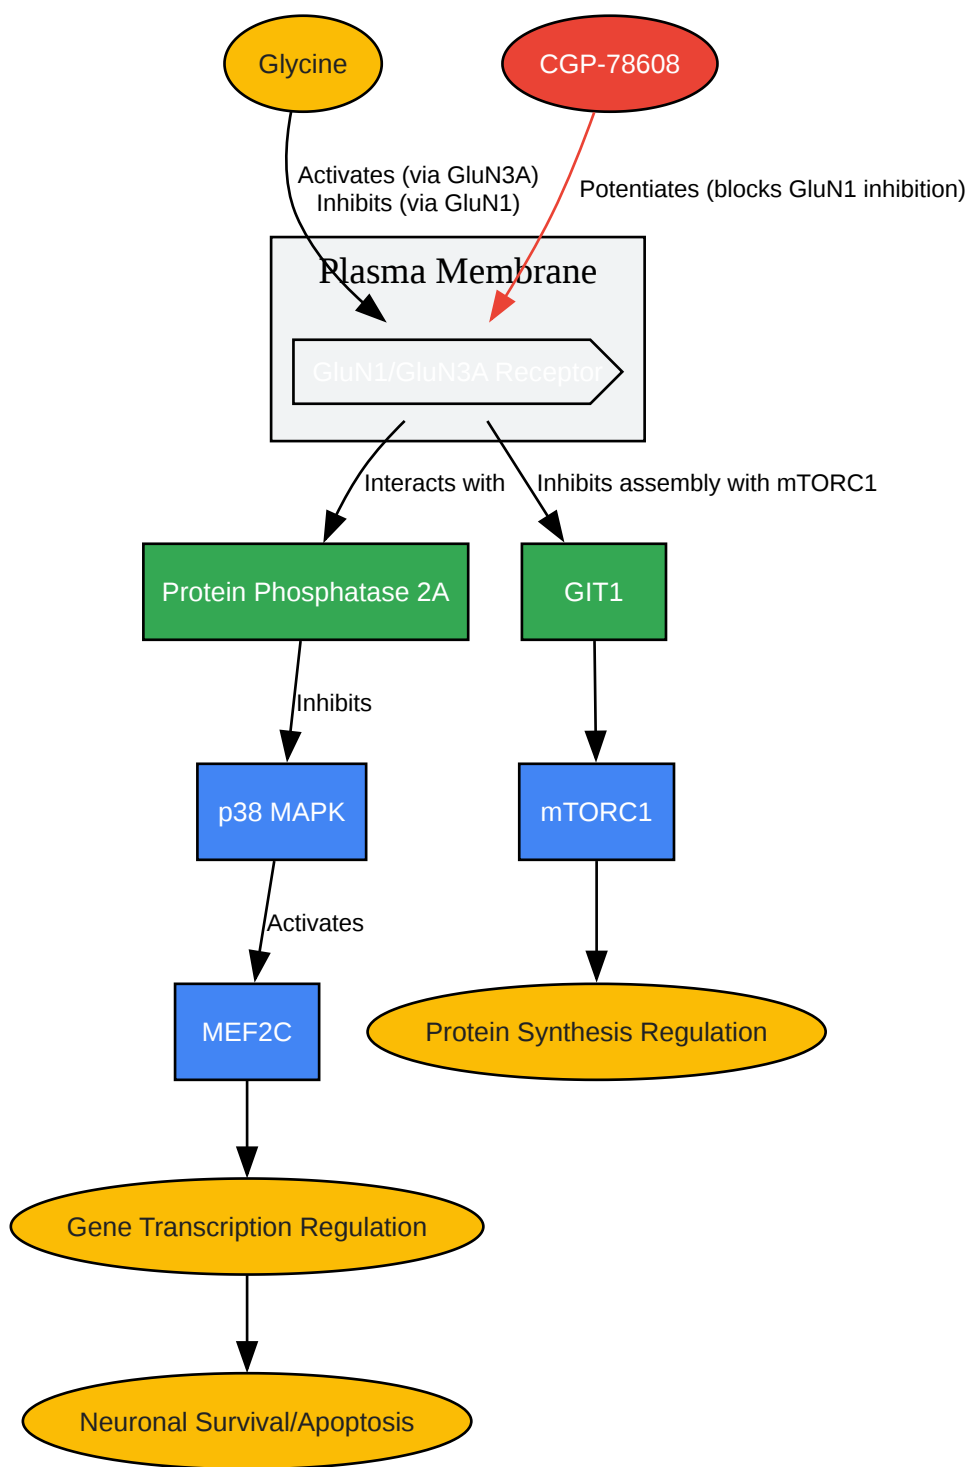 Glycine
CGP-78608
Activates (via GluN3A)
Inhibits (via GluN1)
Potentiates (blocks GluN1 inhibition)
Plasma Membrane
GluN1/GluN3A Receptor
Interacts with
Inhibits assembly with mTORC1
Protein Phosphatase 2A
GIT1
Inhibits
p38 MAPK
mTORC1
Activates
MEF2C
Protein Synthesis Regulation
Gene Transcription Regulation
Neuronal Survival/Apoptosis